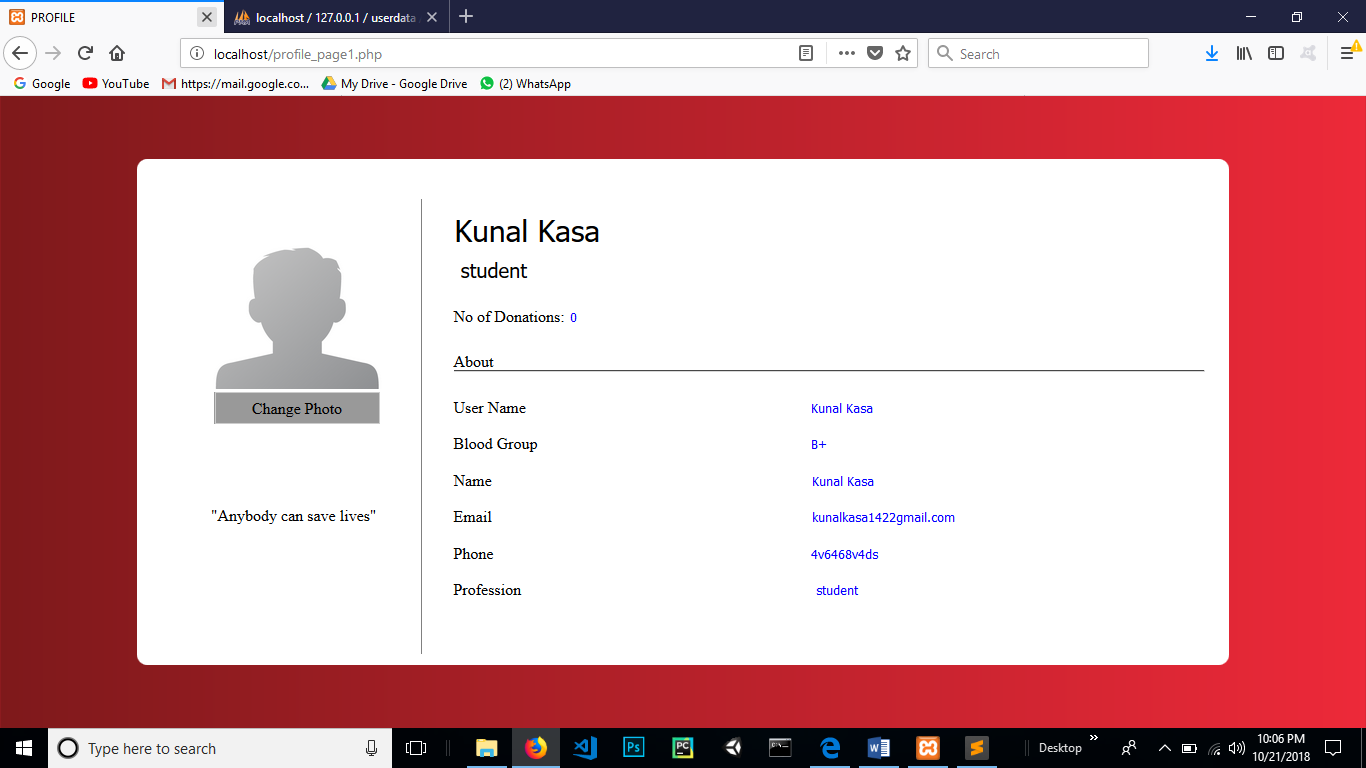 PROFILE
localhost / 127.0.0.1 / userdata
localhost/profile_page1.php
Search
Google
YouTube
https://mail.google.co...
My Drive - Google Drive
(2) WhatsApp
Kunal Kasa
student
No of Donations: 0
About
Change Photo
User Name Kunal Kasa
Blood Group B+
Name Kunal Kasa
"Anybody can save lives"
Email kunalkasa1422gmail.com
Phone 4v6468v4ds
Profession student
Type here to search
Ps
PC
Desktop
10:06 PM
10/21/2018